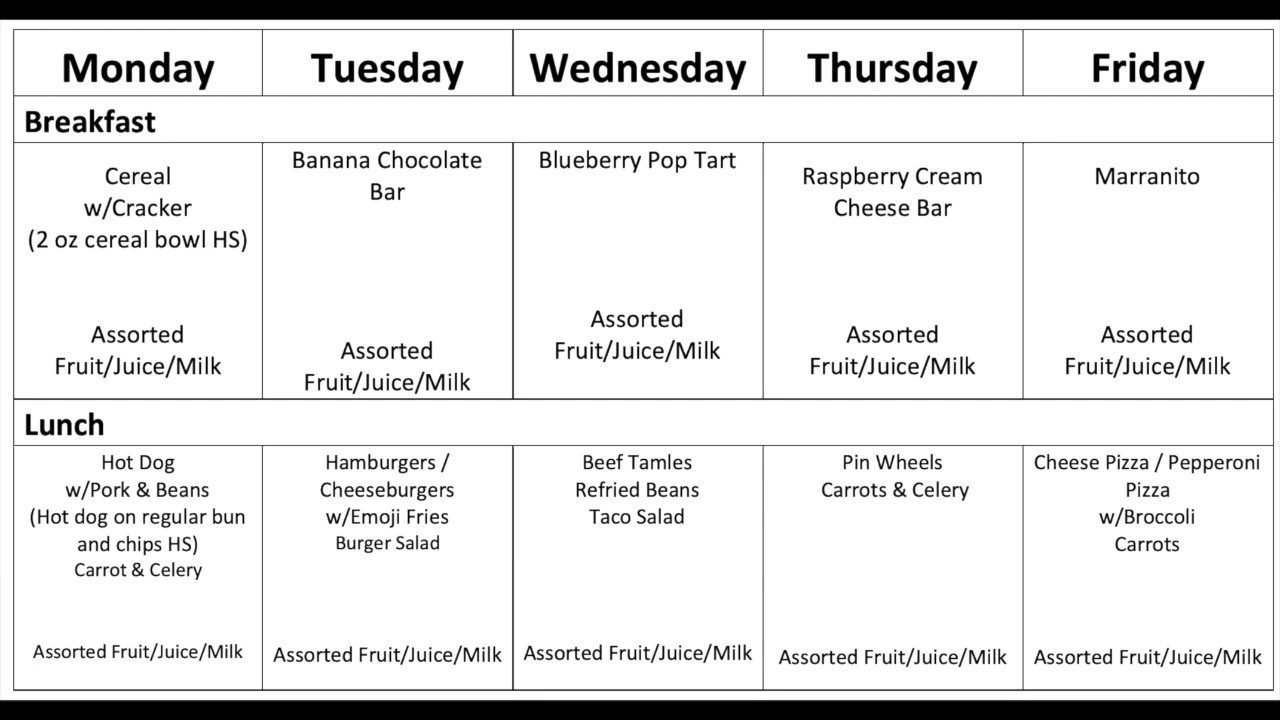 Monday
Tuesday
Wednesday
Thursday
Friday
Breakfast
Cereal
w/Cracker
(2 oz cereal bowl HS)
Assorted
Fruit/Juice/Milk
Banana Chocolate
Bar
Assorted
Fruit/Juice/Milk
Blueberry Pop Tart
Assorted
Fruit/Juice/Milk
Raspberry Cream
Cheese Bar
Assorted
Fruit/Juice/Milk
Marranito
Assorted
Fruit/Juice/Milk
Lunch
Hot Dog
w/Pork & Beans
(Hot dog on regular bun
and chips HS)
Carrot & Celery
Assorted Fruit/Juice/Milk
Hamburgers /
Cheeseburgers
w/Emoji Fries
Burger Salad
Assorted Fruit/Juice/Milk
Beef Tamles
Refried Beans
Taco Salad
Assorted Fruit/Juice/Milk
Pin Wheels
Carrots & Celery
Assorted Fruit/Juice/Milk
Cheese Pizza / Pepperoni
Pizza
w/Broccoli
Carrots
Assorted Fruit/Juice/Milk